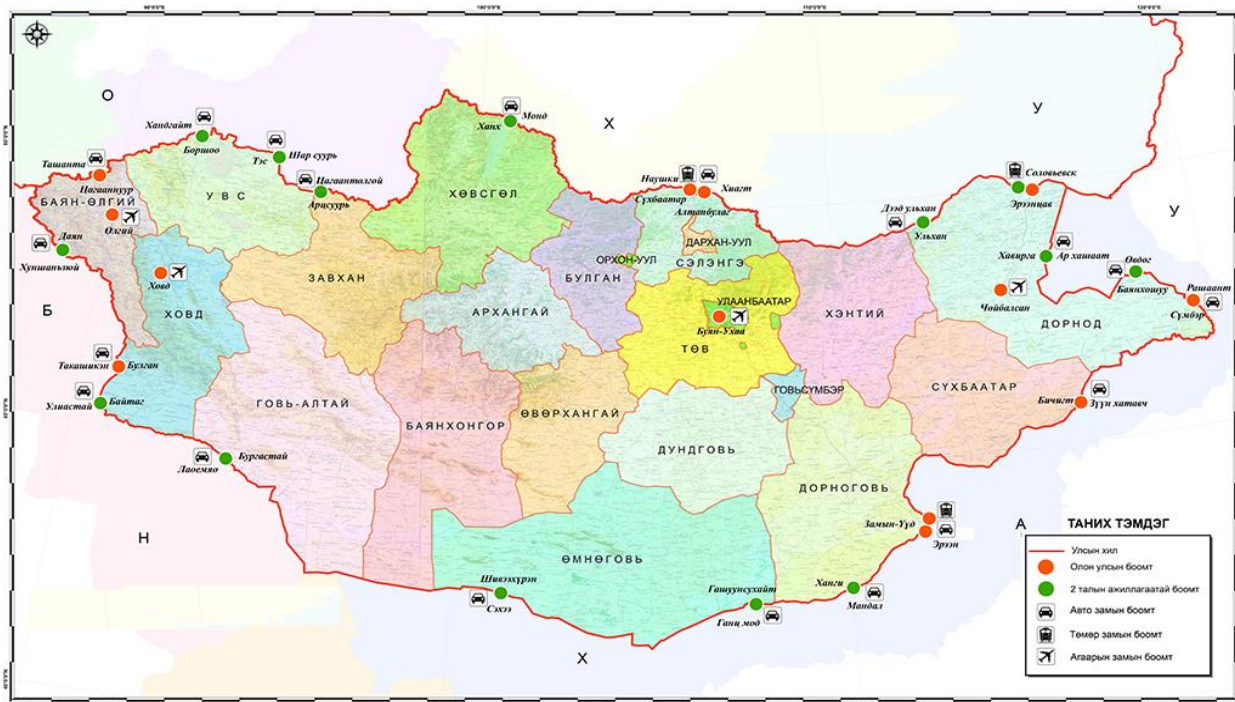 О
Х
У
У
Б
Н
Х
А
Хандгайт
Боршоо
Тэс
Шар суурь
Цагаантолгой
Арцсуурь
Монд
Ханх
Ташанта
Цагааннуур
БАЯН-ӨЛГИЙ
Өлгий
Даян
Хуншаньзюй
УВС
ХӨВСГӨЛ
Наушки
Сүхбаатар
Хиагт
Алтанбулаг
ДАРХАН-УУЛ
ОРХОН-УУЛ
СЭЛЭНГЭ
БУЛГАН
Дээд ульхан
Ульхан
Соловьевск
Эрээнцав
Хавирга
Ар хашаат
Өвдөг
Баянхошуу
Рашаант
Сүмбэр
Чойбалсан
ДОРНОД
Ховд
ХОВД
ЗАВХАН
АРХАНГАЙ
УЛААНБААТАР
Буян-Ухаа
ТӨВ
ХЭНТИЙ
Такашикэн
Булган
Улиастай
Байтаг
ГОВЬ-АЛТАЙ
БАЯНХОНГОР
ӨВӨРХАНГАЙ
ГОВЬСҮМБЭР
СҮХБААТАР
Бичигт
Зүүн хатавч
ДУНДГОВЬ
Лаоемяо
Бургастай
ДОРНОГОВЬ
Замын-Үүд
Эрээн
ӨМНӨГОВЬ
Шивээхүрэн
Сэхээ
Гашуунсухайт
Ганц мод
Ханги
Мандал
ТАНИХ ТЭМДЭГ
Улсын хил
Олон улсын боомт
2 талын ажиллагаатай боомт
Авто замын боомт
Төмөр замын боомт
Агаарын замын боомт